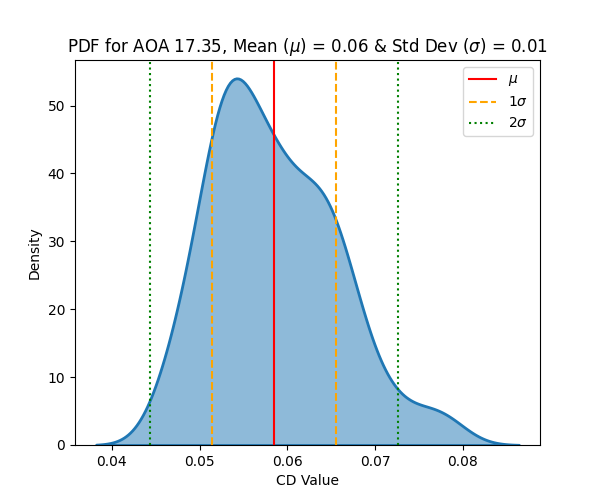 PDF for AOA 17.35, Mean (μ) = 0.06 & Std Dev (σ) = 0.01
μ
1σ
2σ
Density
50
40
30
20
10
0
0.04 0.05 0.06 0.07 0.08
CD Value